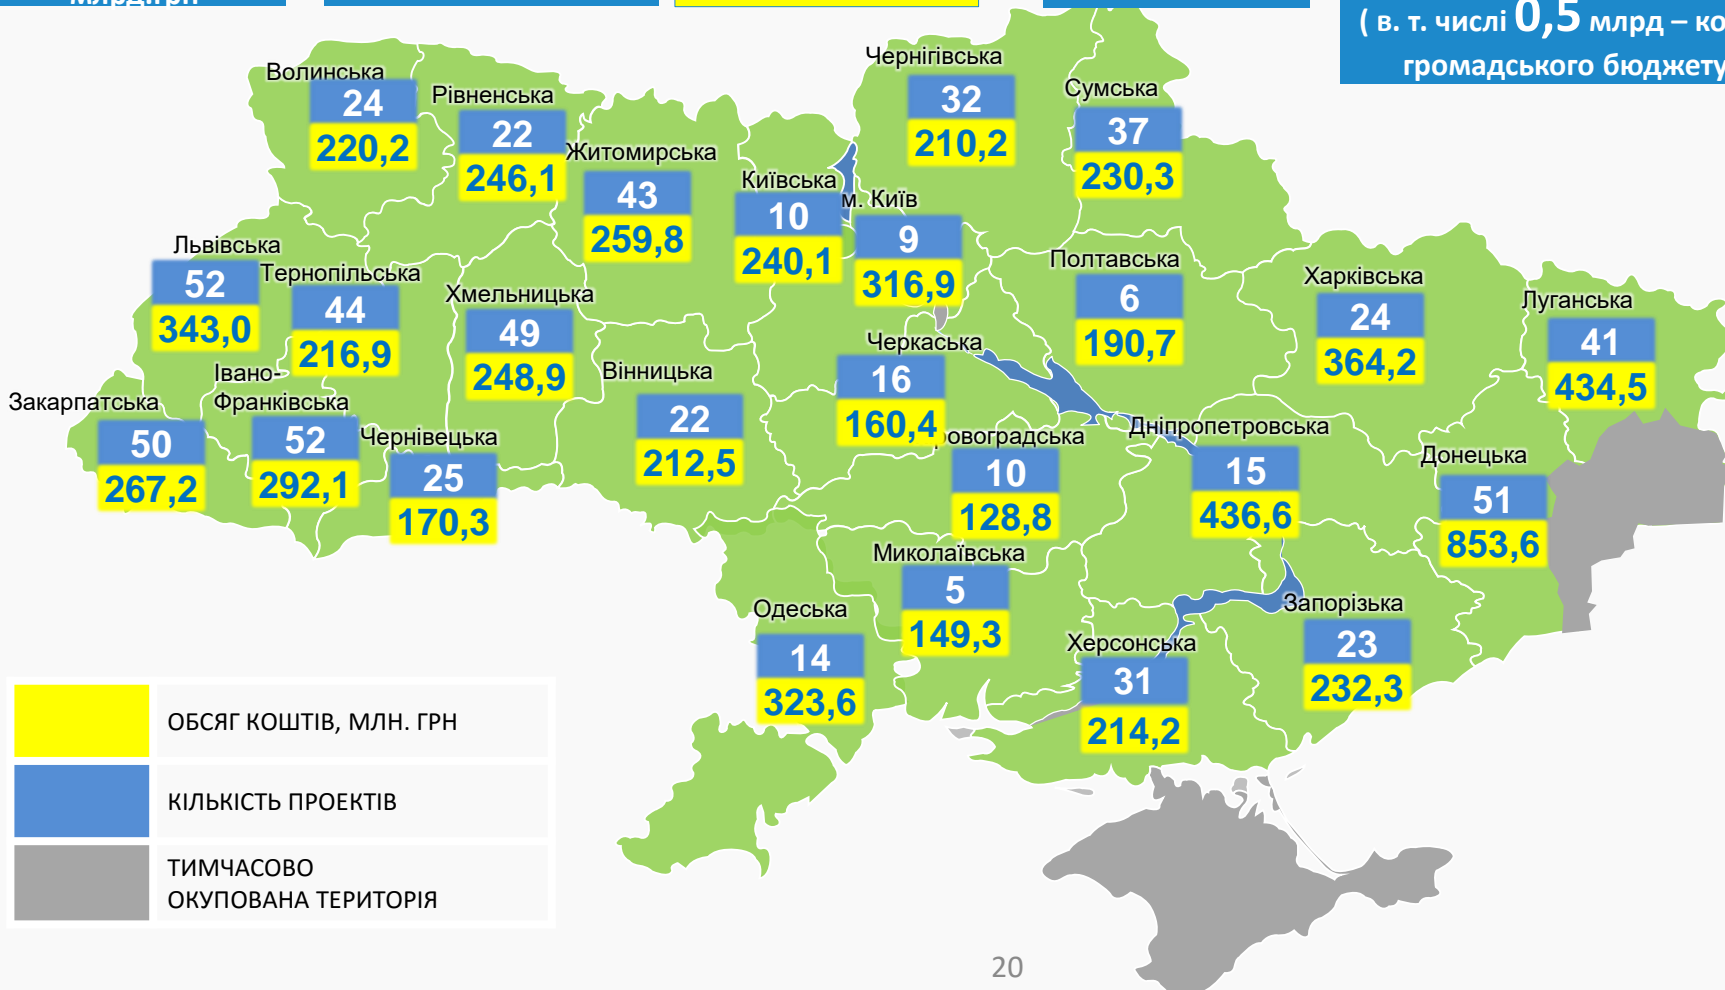 млрд.грн
( в. т. числі 0,5 млрд – ко
громадського бюджету
Волинська
24
220,2
Рівненська
22
246,1
Житомирська
43
259,8
Київська
10
240,1
м. Київ
9
316,9
Чернігівська
32
210,2
Сумська
37
230,3
Львівська
52
343,0
Тернопільська
44
216,9
Хмельницька
49
248,9
Вінницька
22
212,5
Черкаська
16
160,4
Полтавська
6
190,7
Харківська
24
364,2
Луганська
41
434,5
Закарпатська
50
267,2
Івано-
Франківська
52
292,1
Чернівецька
25
170,3
ровоградська
10
128,8
Дніпропетровська
15
436,6
Донецька
51
853,6
Миколаївська
5
149,3
Одеська
14
323,6
Херсонська
31
214,2
Запорізька
23
232,3
ОБСЯГ КОШТІВ, МЛН. ГРН
КІЛЬКІСТЬ ПРОЕКТІВ
ТИМЧАСОВО
ОКУПОВАНА ТЕРИТОРІЯ
20